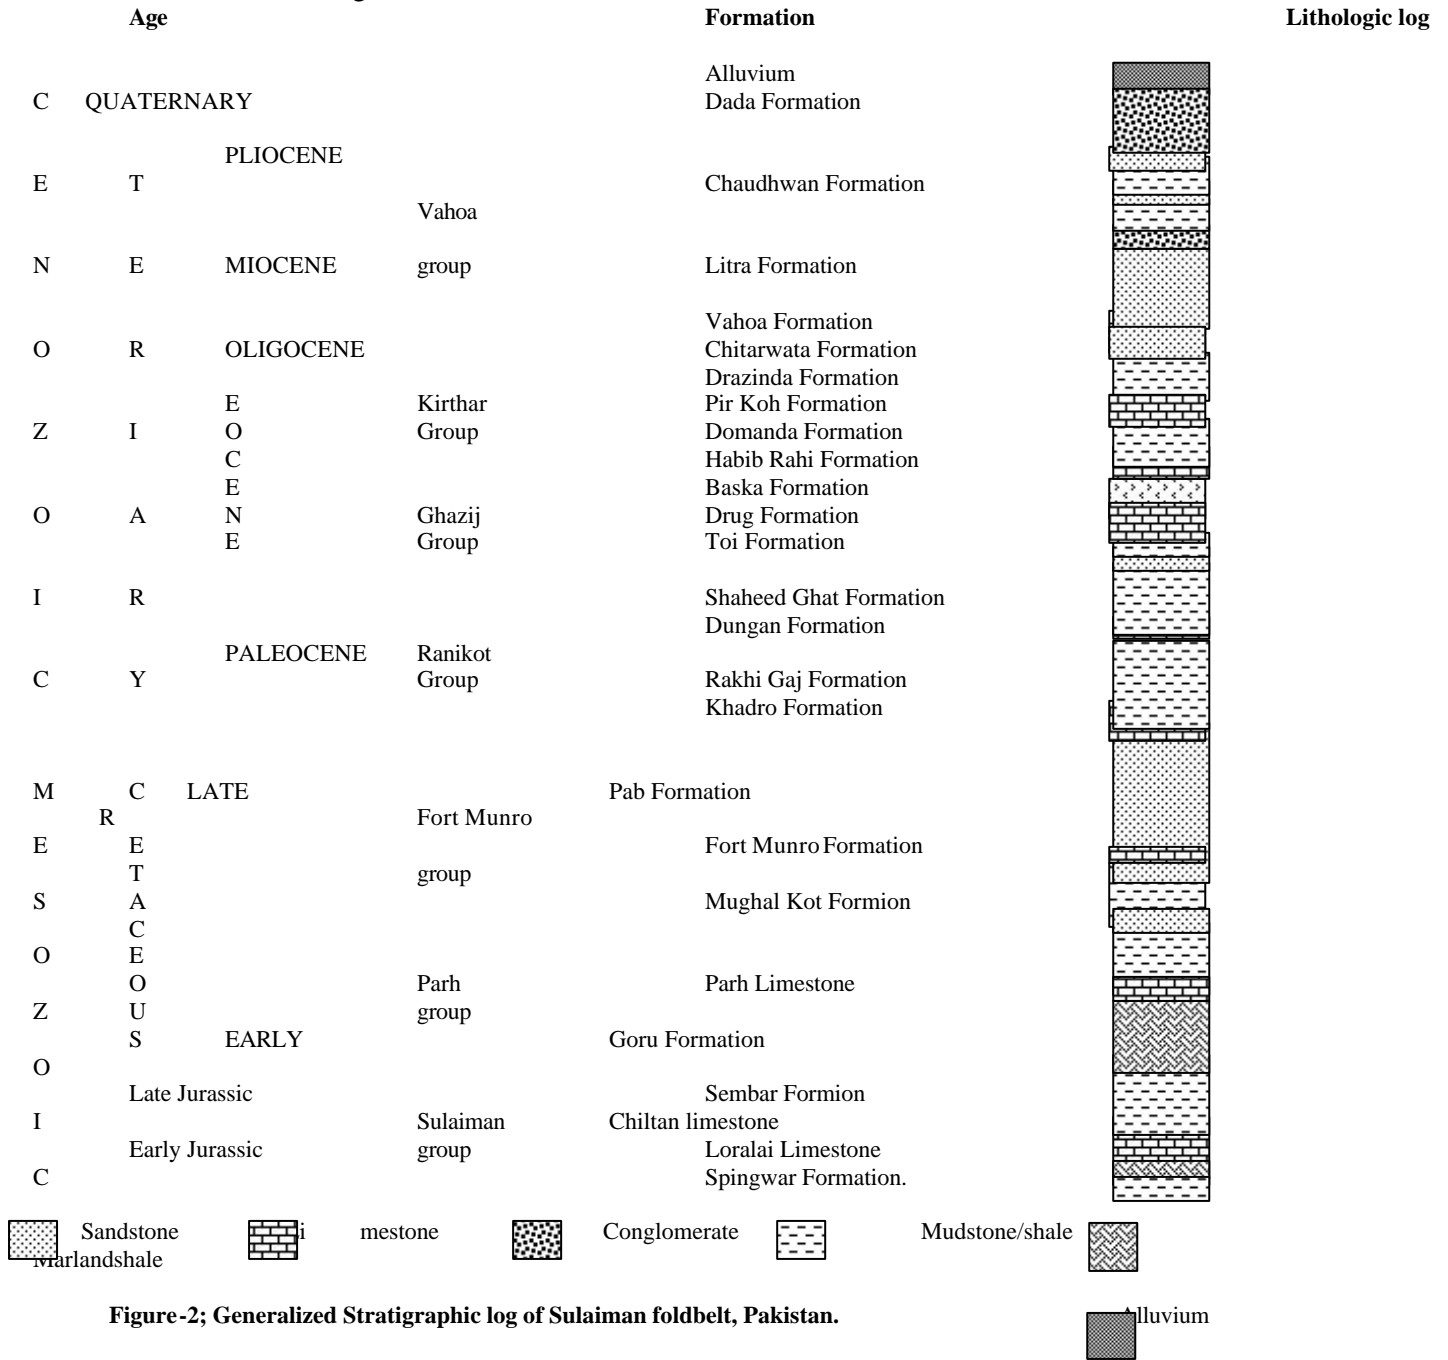 Age Formation Lithologic log
Alluvium
C QUATERNARY Dada Formation
PLIOCENE
E T Chaudhwan Formation
Vahoa
N E MIOCENE group Litra Formation
Vahoa Formation
O R OLIGOCENE Chitarwata Formation
Drazinda Formation
E Kirthar Pir Koh Formation
Z I O Group Domanda Formation
C Habib Rahi Formation
E Baska Formation
O A N Ghazij Drug Formation
E Group Toi Formation
I R Shaheed Ghat Formation
Dungan Formation
PALEOCENE Ranikot
C Y Group Rakhi Gaj Formation
Khadro Formation
M C LATE Pab Formation
R Fort Munro
E E Fort Munro Formation
T group
S A Mughal Kot Formion
C
O E
O Parh Parh Limestone
Z U group
S EARLY Goru Formation
O
Late Jurassic Sembar Formion
I Sulaiman Chiltan limestone
Early Jurassic group Loralai Limestone
C Spingwar Formation.
Sandstone i mestone Conglomerate Mudstone/shale
Marlandshale
Figure-2; Generalized Stratigraphic log of Sulaiman foldbelt, Pakistan. Alluvium